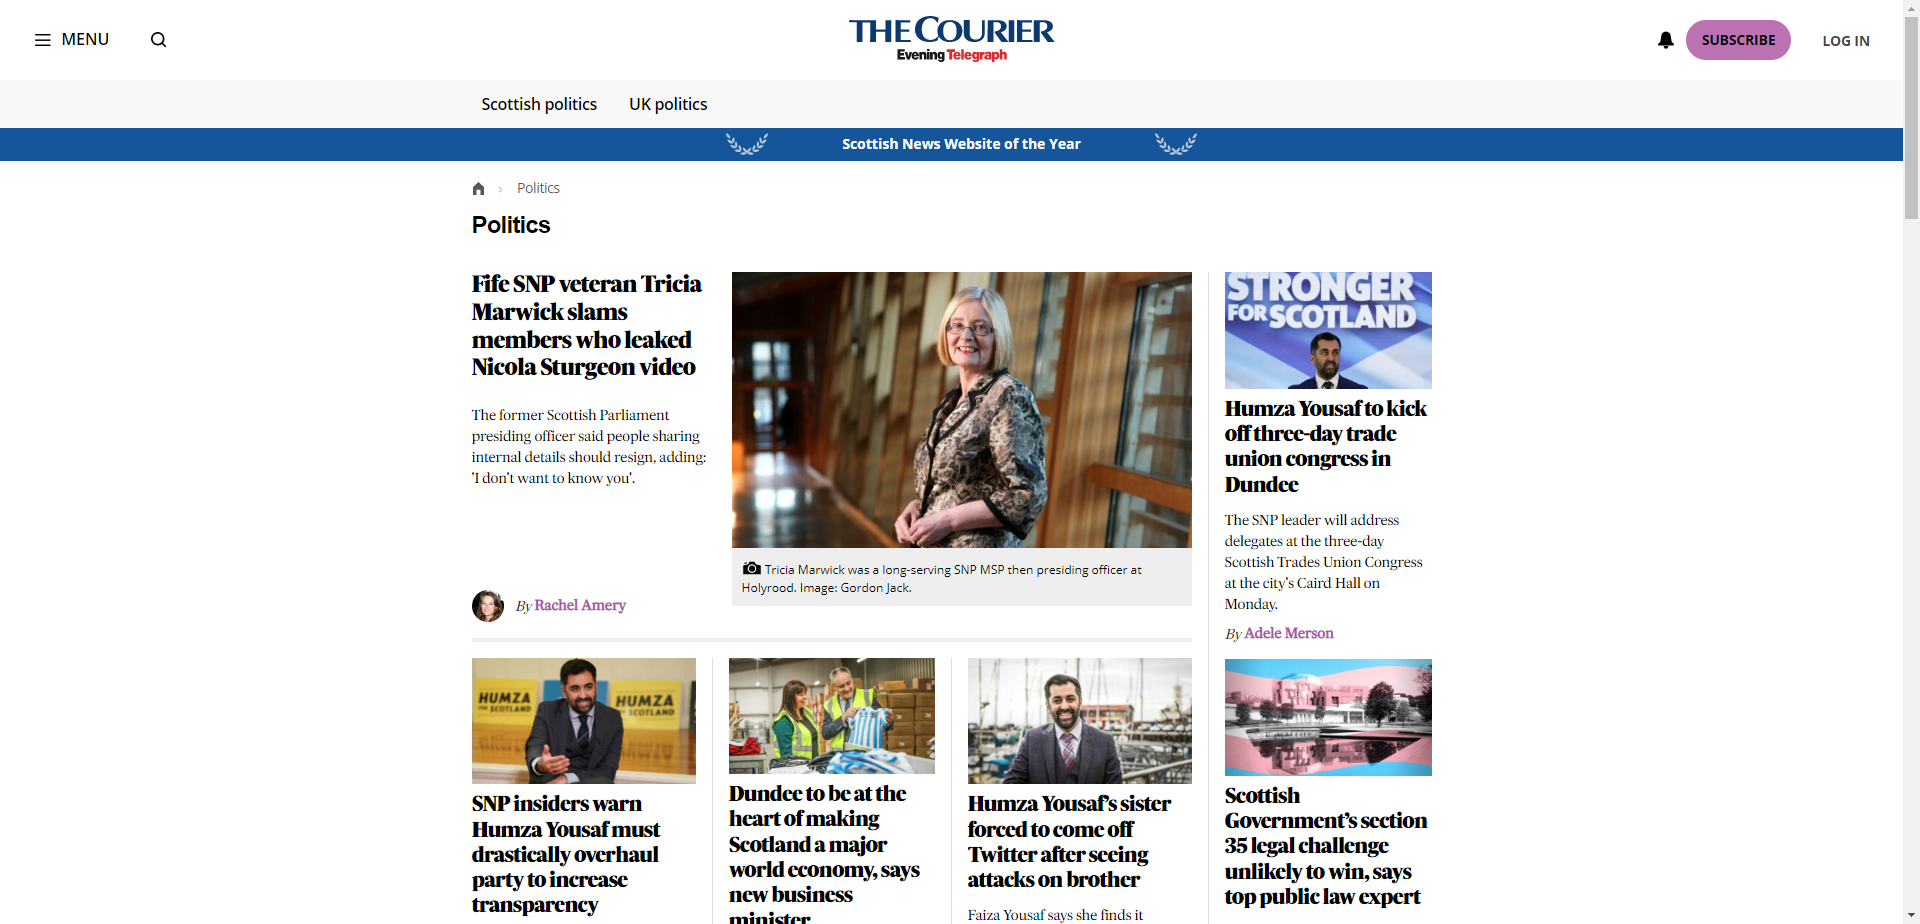 MENU
THE COURIER
Evening Telegraph
SUBSCRIBE
LOG IN
Scottish politics
UK politics
Scottish News Website of the Year
Politics
Politics
Fife SNP veteran Tricia
Marwick slams
members who leaked
Nicola Sturgeon video
The former Scottish Parliament
presiding officer said people sharing
internal details should resign, adding:
'I don't want to know you'.
By Rachel Amery
Tricia Marwick was a long-serving SNP MSP then presiding officer at
Holyrood. Image: Gordon Jack.
STRONGER
FOR SCOTLAND
Humza Yousaf to kick
off three-day trade
union congress in
Dundee
The SNP leader will address
delegates at the three-day
Scottish Trades Union Congress
at the city's Caird Hall on
Monday.
By Adele Merson
HUMZA
FOR SCOTLAND
HUMZA
FOR SCOTLAND
SNP insiders warn
Humza Yousaf must
drastically overhaul
party to increase
transparency
Dundee to be at the
heart of making
Scotland a major
world economy, says
new business
minister
Humza Yousaf's sister
forced to come off
Twitter after seeing
attacks on brother
Faiza Yousaf says she finds it
Scottish
Government's section
35 legal challenge
unlikely to win, says
top public law expert